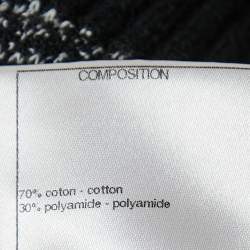 COMPOSITION
70% coton - cotton
30% polyamide - polyamide